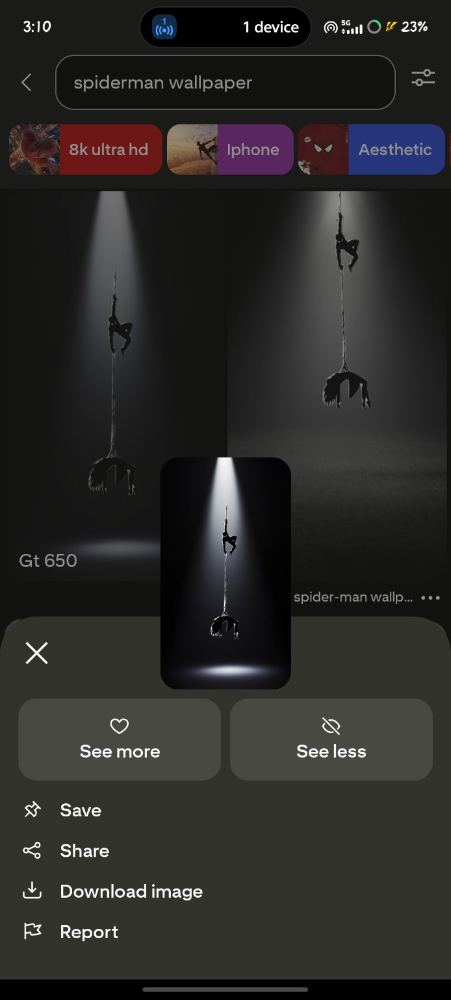 3:10
1
1 device
5G
23%
spiderman wallpaper
8k ultra hd
Iphone
Aesthetic
Gt 650
spider-man wallp...
See more
See less
Save
Share
Download image
Report